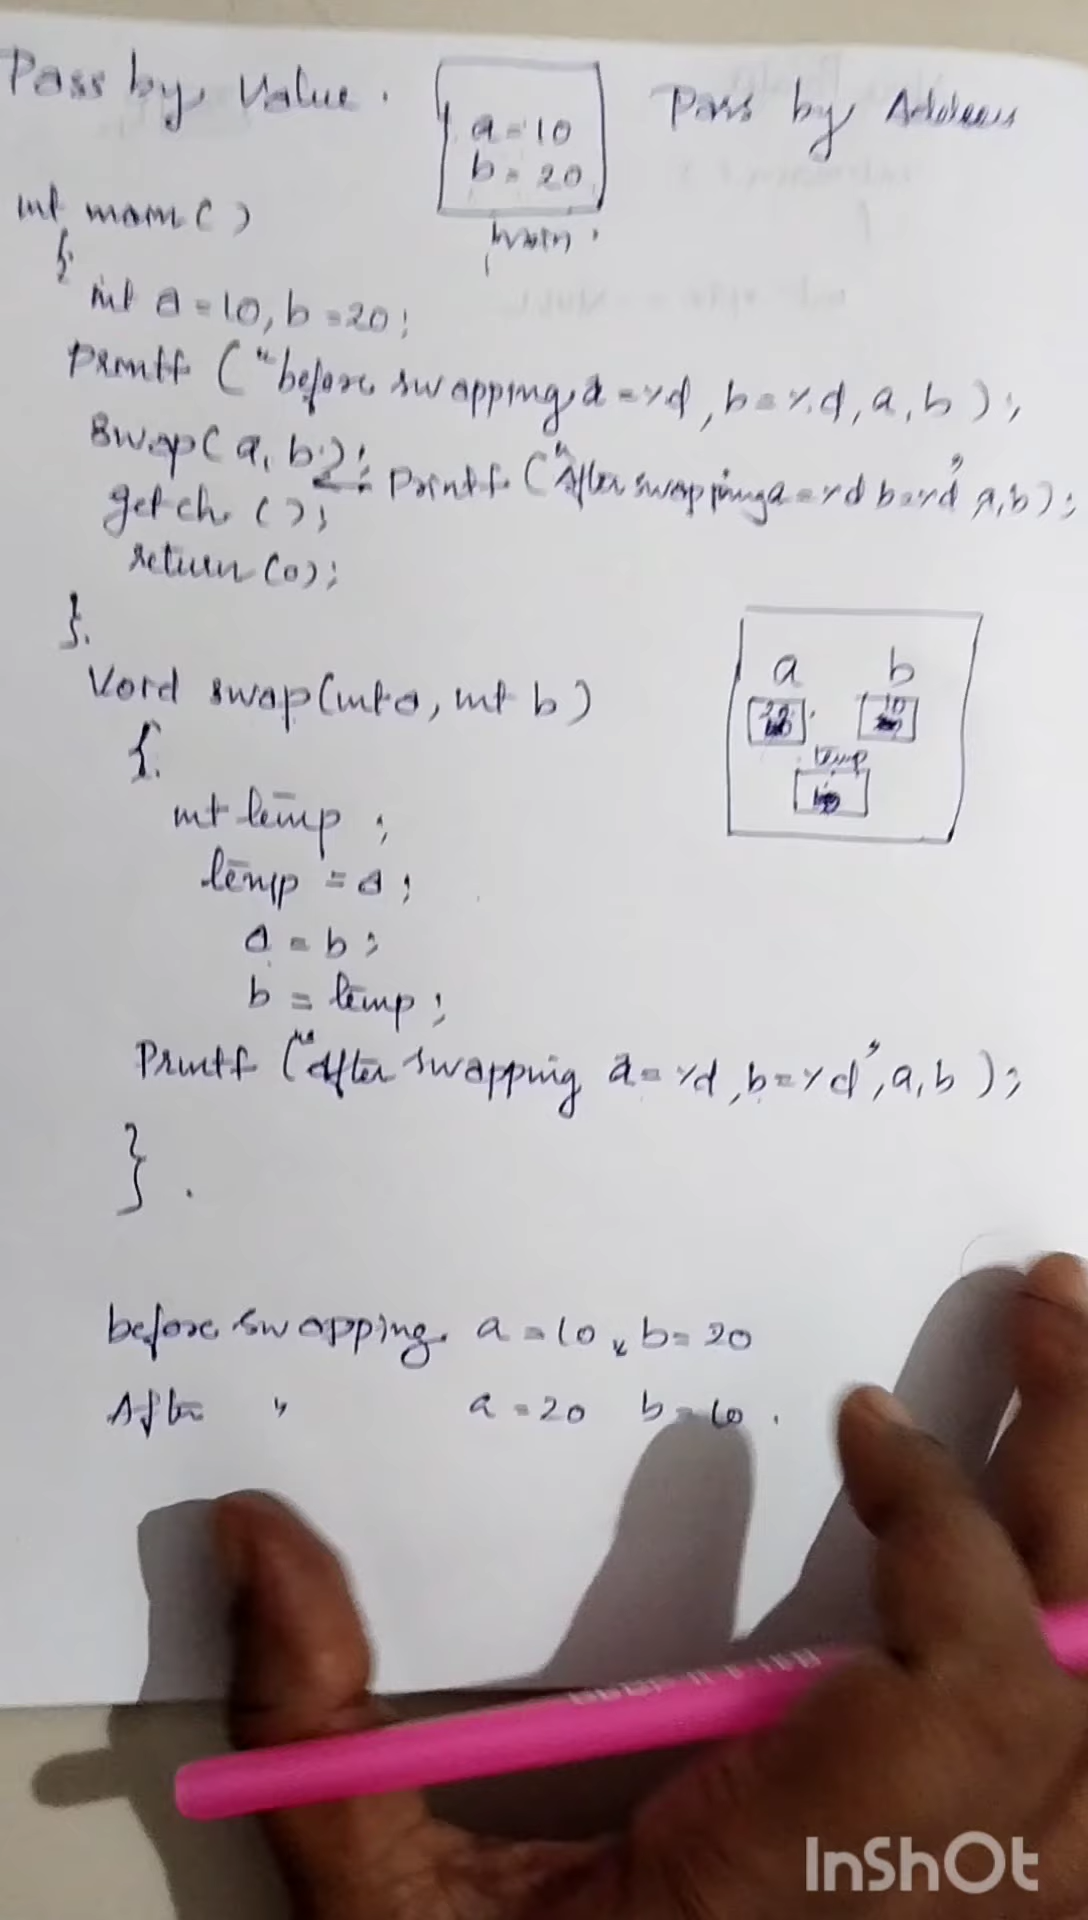 Pass by Value.
a = 10
b = 20
main.
Pass by Address
int main ( )
{
int a = 10, b = 20;
Printf ("before swapping a = %d, b = %d, a, b );
Swap( a, b );
Printf ("After swapping a = %d b = %d" a, b );
getch ( );
return (0);
}.
Void swap (int a, int b )
{.
int temp ;
temp = a ;
a = b ;
b = temp ;
Printf ("After swapping a = %d, b = %d", a, b );
} .
a b
temp
before swapping a = 10, b = 20
After " a = 20 b = 10 .
InShOt